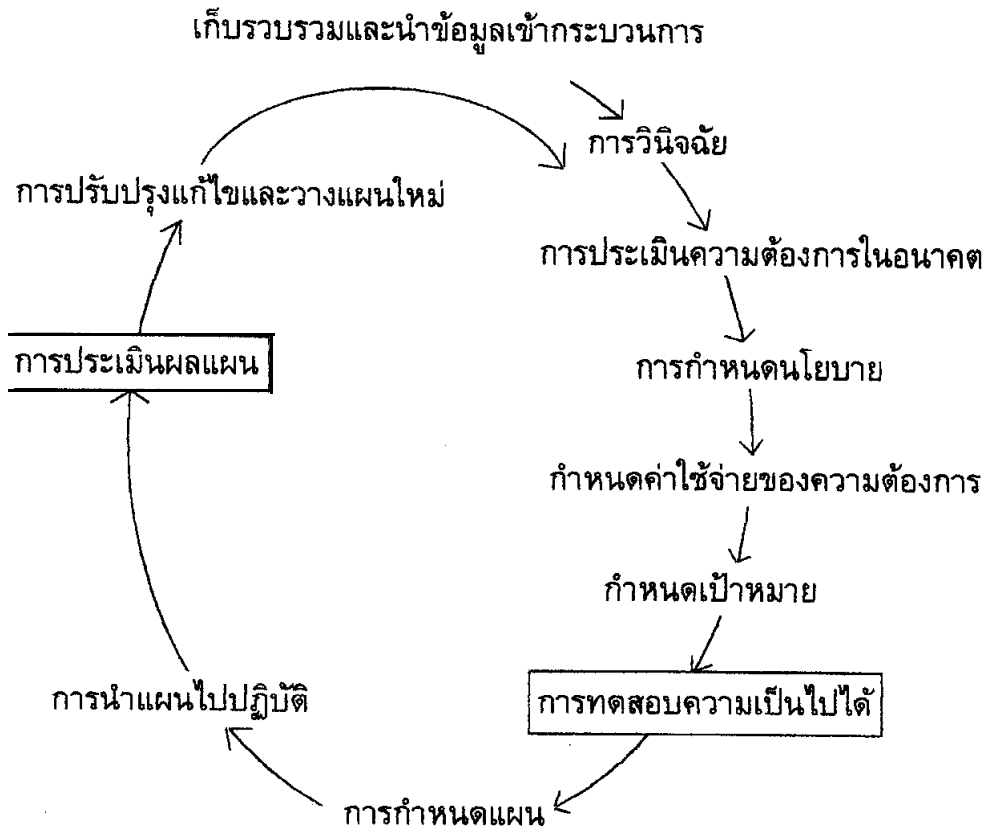 เก็บรวบรวมและนำข้อมูลเข้ากระบวนการ
การวินิจฉัย
การประเมินความต้องการในอนาคต
การกำหนดนโยบาย
กำหนดค่าใช้จ่ายของความต้องการ
กำหนดเป้าหมาย
การทดสอบความเป็นไปได้
การกำหนดแผน
การนำแผนไปปฏิบัติ
การประเมินผลแผน
การปรับปรุงแก้ไขและวางแผนใหม่